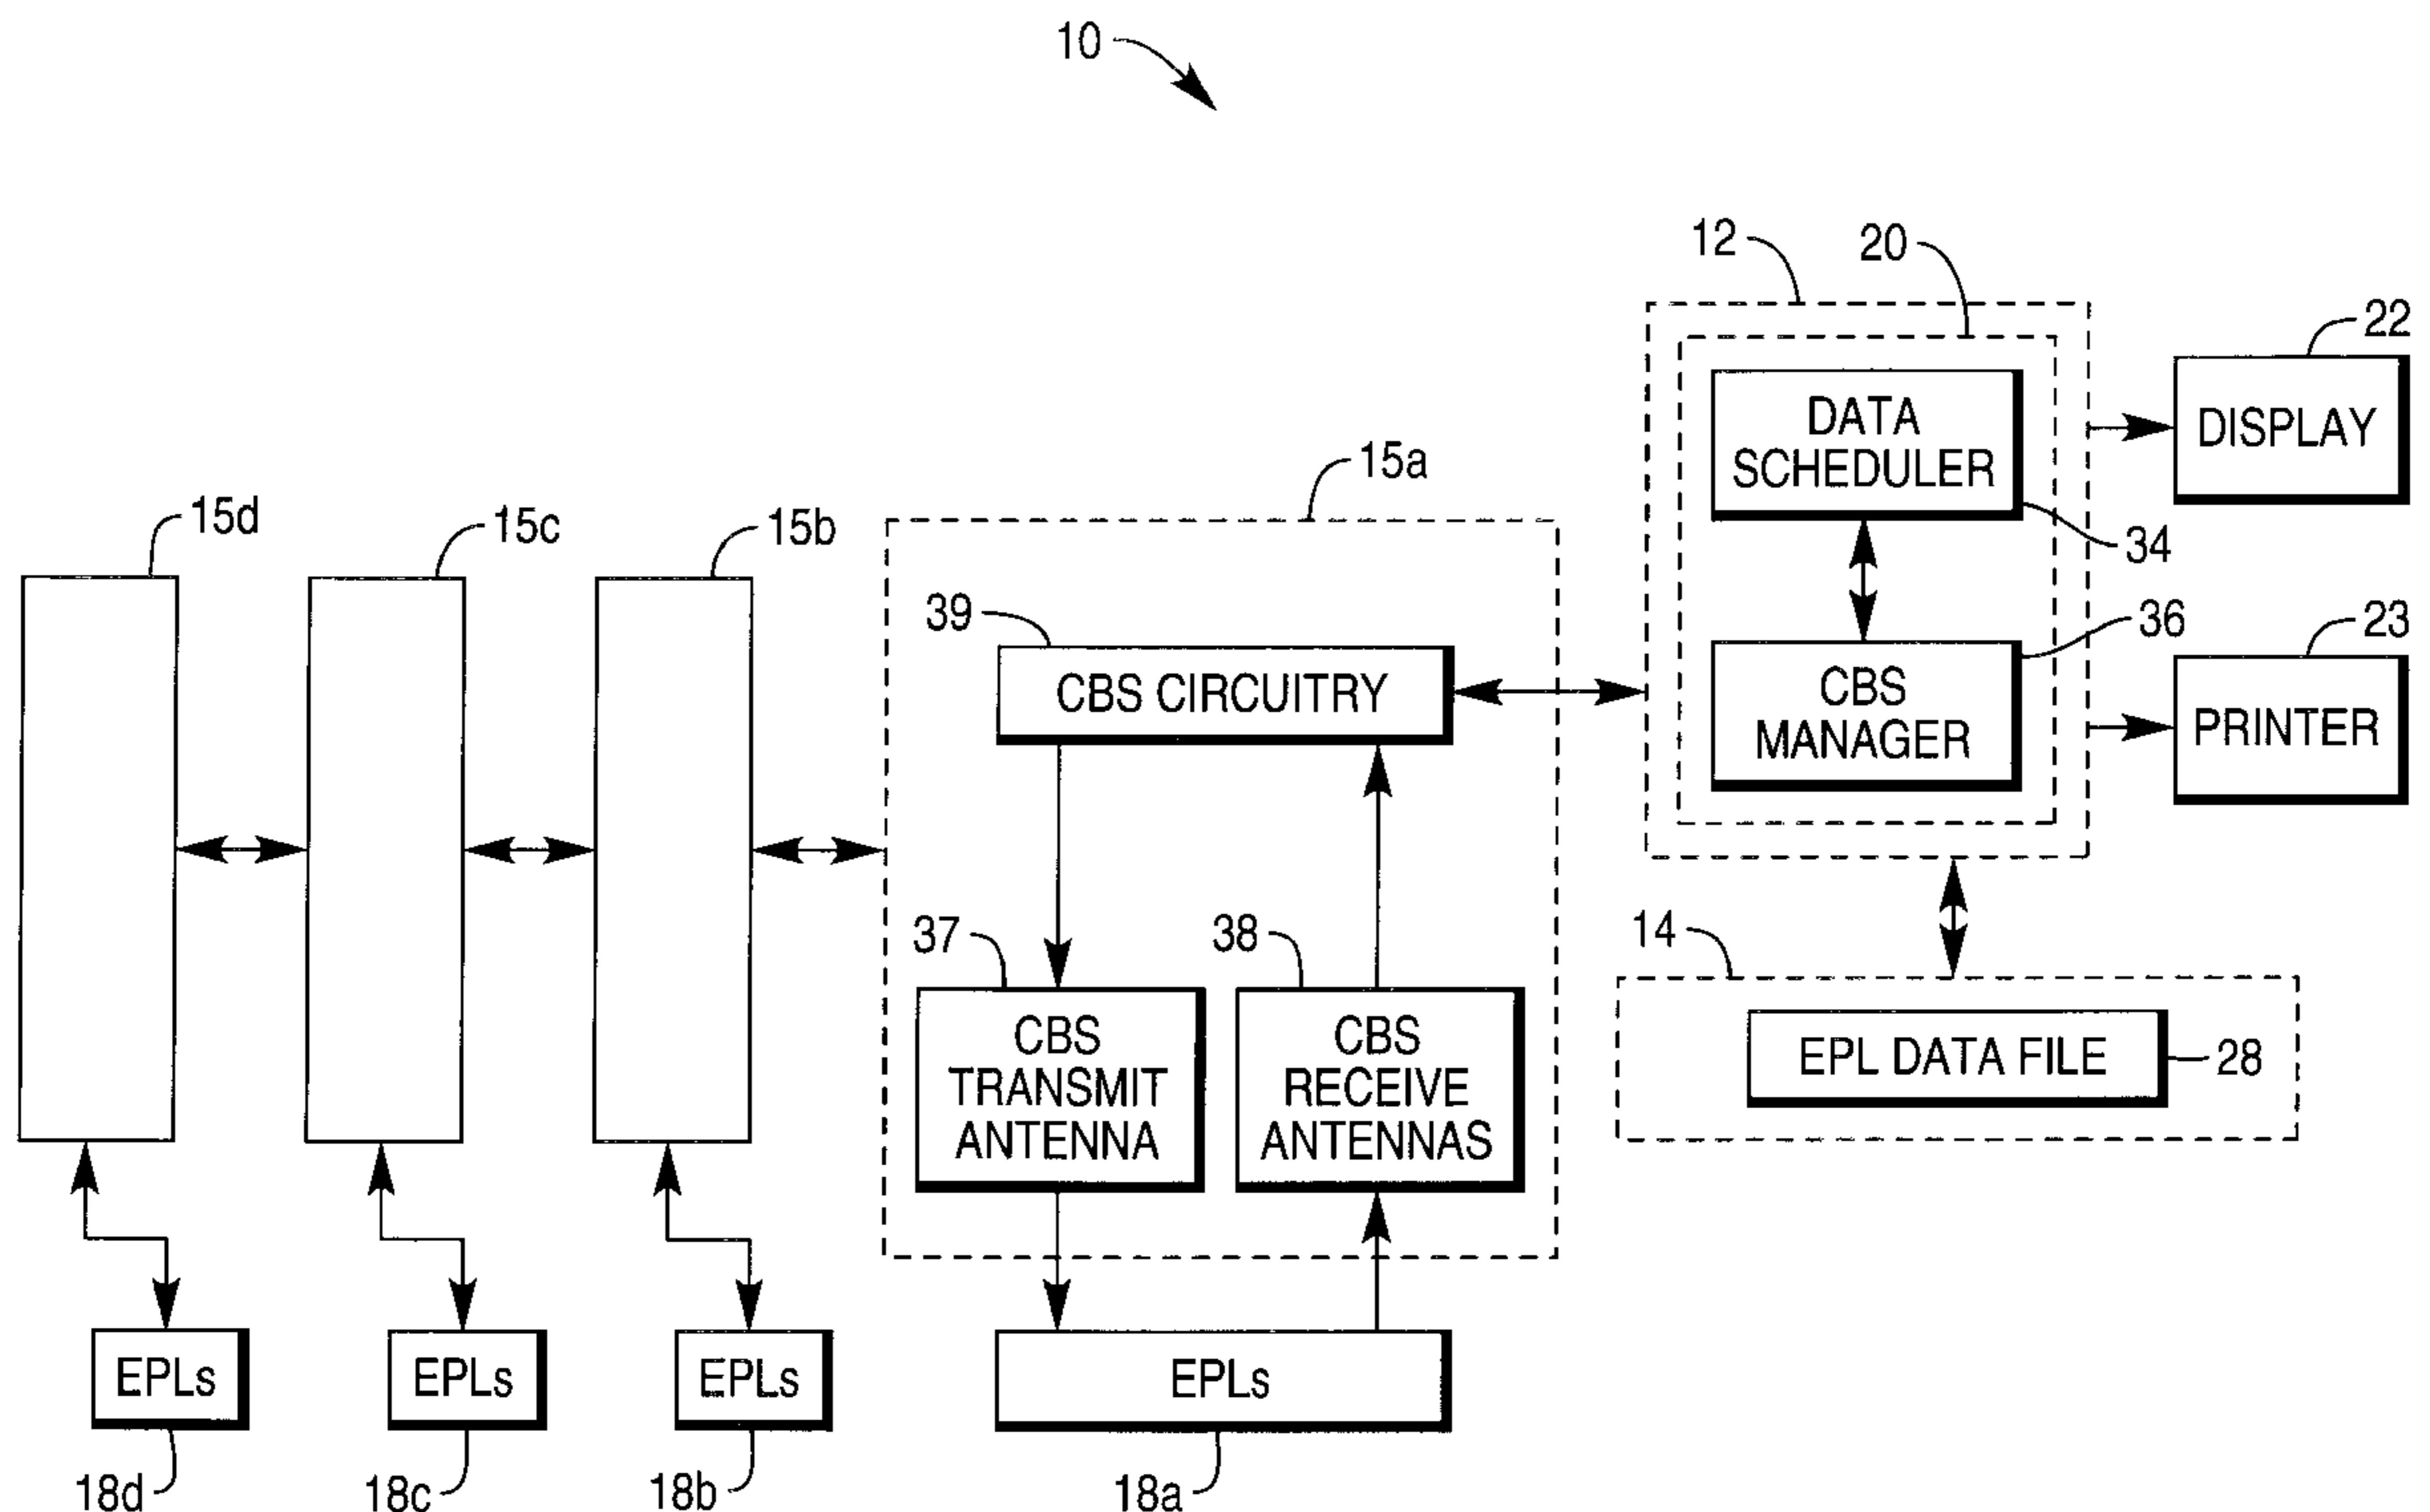 10
12
20
22
DATA
SCHEDULER
DISPLAY
15a
15d
15c
15b
34
39
36
23
CBS CIRCUITRY
CBS
MANAGER
PRINTER
37
38
14
CBS
TRANSMIT
ANTENNA
CBS
RECEIVE
ANTENNAS
EPL DATA FILE
28
EPLs
EPLs
EPLs
EPLs
18d
18c
18b
18a